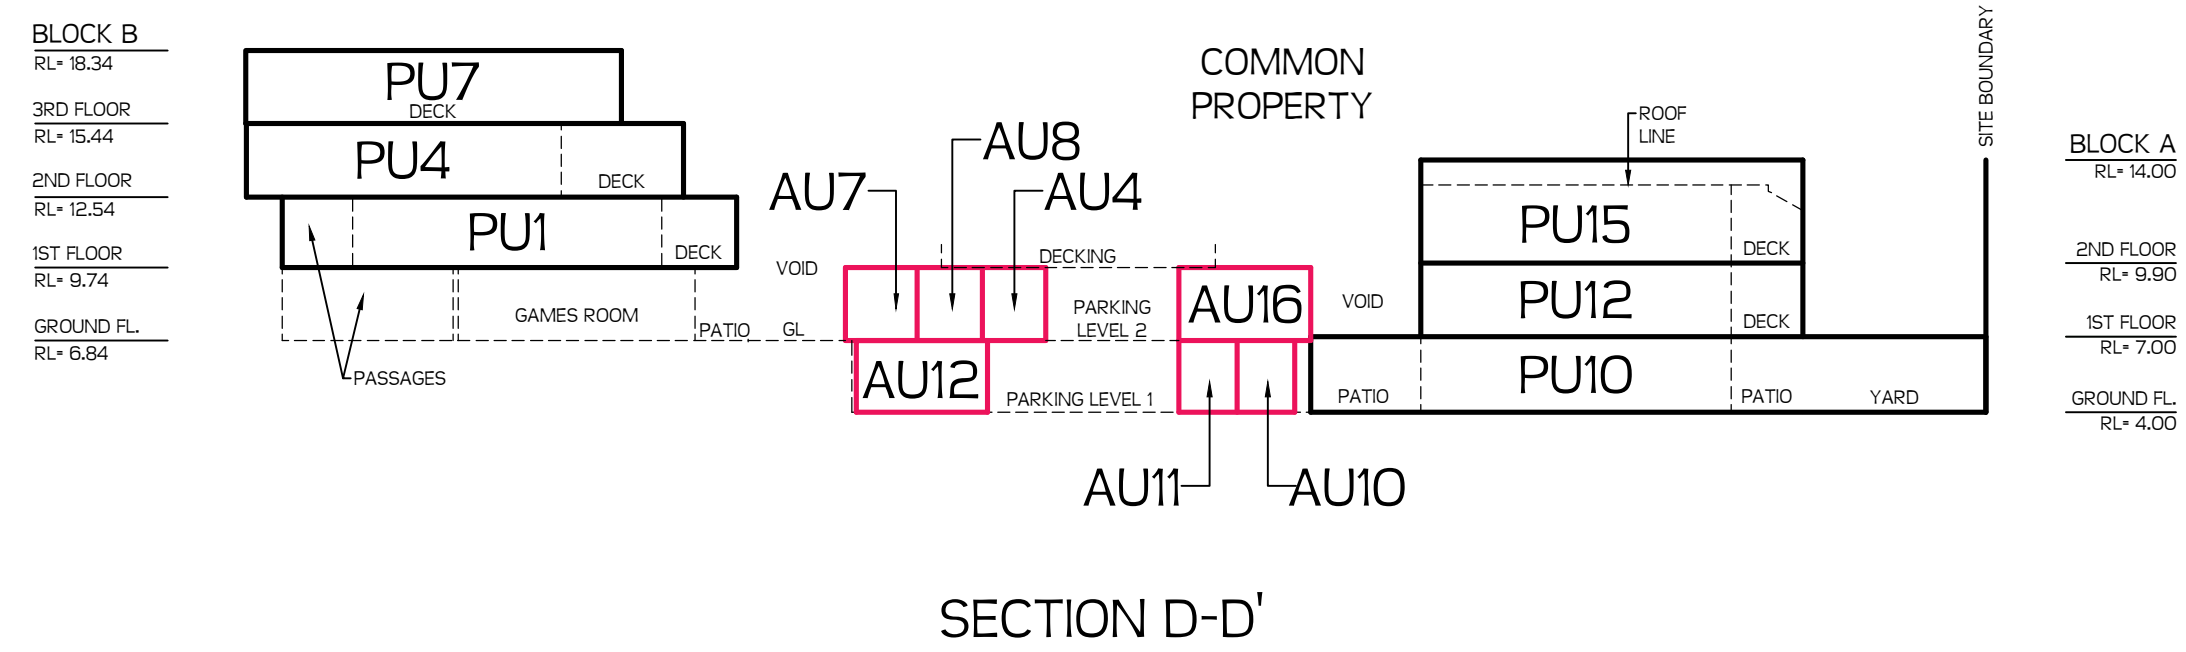 BLOCK B
RL= 18.34
3RD FLOOR
RL= 15.44
2ND FLOOR
RL= 12.54
1ST FLOOR
RL= 9.74
GROUND FL.
RL= 6.84
PU7
DECK
PU4
DECK
PU1
DECK
GAMES ROOM
PATIO
GL
PASSAGES
VOID
AU7
AU8
AU4
DECKING
PARKING
LEVEL 2
AU12
PARKING LEVEL 1
AU16
AU11
AU10
COMMON
PROPERTY
VOID
ROOF
LINE
PU15
DECK
PU12
DECK
PATIO
PU10
PATIO
YARD
SITE BOUNDARY
BLOCK A
RL= 14.00
2ND FLOOR
RL= 9.90
1ST FLOOR
RL= 7.00
GROUND FL.
RL= 4.00
SECTION D-D'